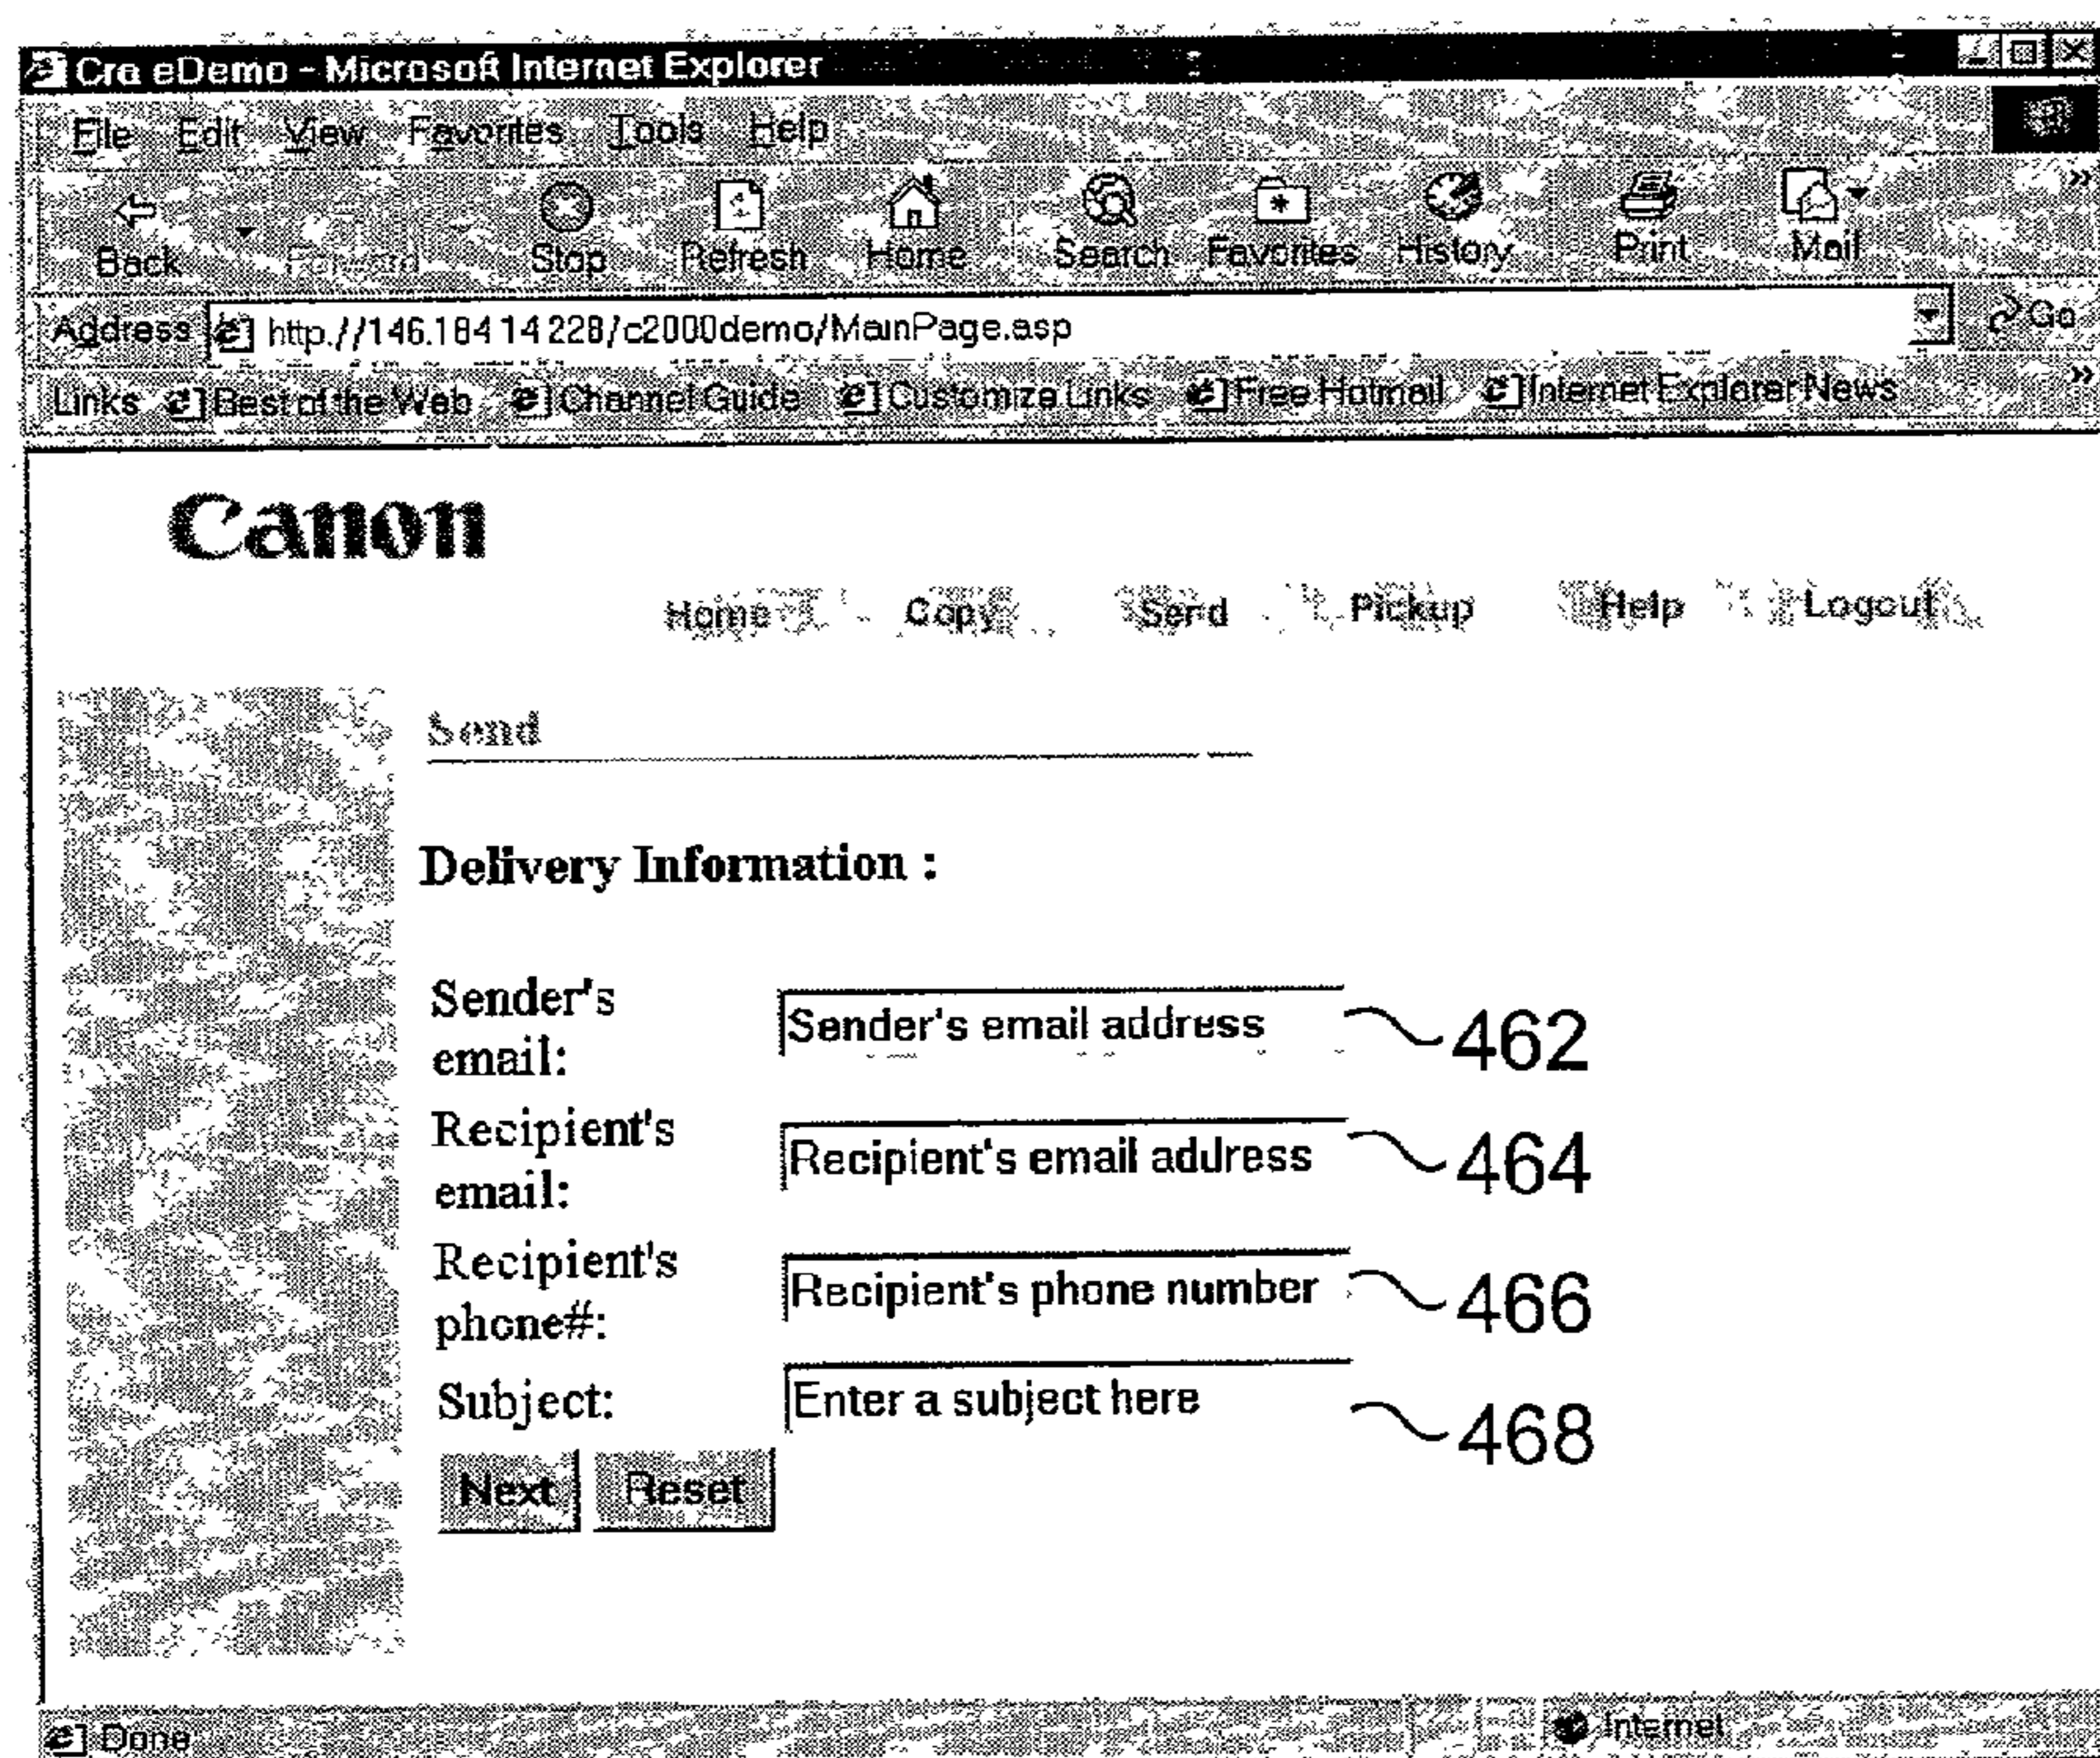 Cra eDemo - Microsoft Internet Explorer
File Edit View Favorites Tools Help
Back Forward Stop Refresh Home Search Favorites History Print Mail »
Address http://146.184 14 228/c2000demo/MainPage.asp Go
Links Best of the Web Channel Guide Customize Links Free Hotmail Internet Explorer News »
Canon
Home Copy Send Pickup Help Logout
Send
Delivery Information :
Sender's email: Sender's email address 462
Recipient's email: Recipient's email address 464
Recipient's phone#: Recipient's phone number 466
Subject: Enter a subject here 468
Next Reset
Done Internet